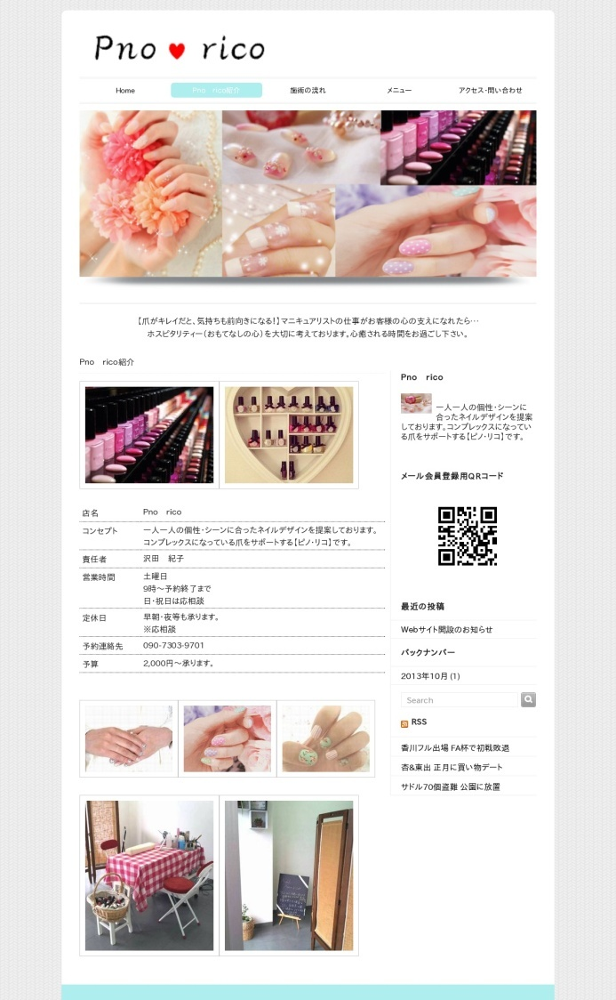 Pno ♥ rico
Home
Pno　rico紹介
施術の流れ
メニュー
アクセス・問い合わせ
【爪がキレイだと、気持ちも前向きになる！】マニキュアリストの仕事がお客様の心の支えになれたら…
ホスピタリティー（おもてなしの心）を大切に考えております。心癒される時間をお過ごし下さい。
Pno　rico紹介
店名　Pno　rico
コンセプト　一人一人の個性・シーンに合ったネイルデザインを提案しております。
コンプレックスになっている爪をサポートする【ピノ・リコ】です。
責任者　沢田　紀子
営業時間　土曜日
9時～予約終了まで
日・祝日は応相談
定休日　早朝・夜等も承ります。
※応相談
予約連絡先　090-7303-9701
予算　2,000円～承ります。
Pno　rico
一人一人の個性・シーンに
合ったネイルデザインを提案
しております。コンプレックスになってい
る爪をサポートする【ピノ・リコ】です。
メール会員登録用QRコード
最近の投稿
Webサイト開設のお知らせ
バックナンバー
2013年10月 (1)
Search
RSS
香川フル出場 FA杯で初戦敗退
杏&東出 正月に買い物デート
サドル70個盗難 公園に放置